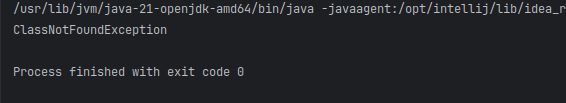 /usr/lib/jvm/java-21-openjdk-amd64/bin/java -javaagent:/opt/intellij/lib/idea_r
ClassNotFoundException
Process finished with exit code 0